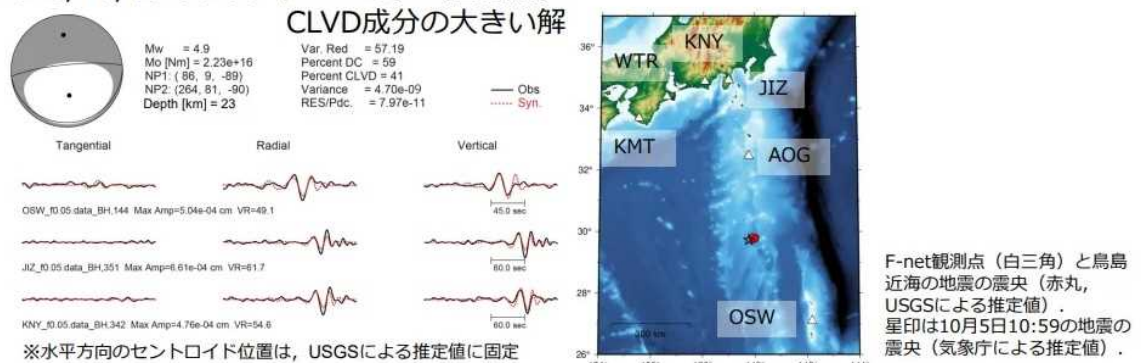 CLVD成分の大きい解
Mw = 4.9
Mo [Nm] = 2.23e+16
NP1: ( 86, 9, -89)
NP2: (264, 81, -90)
Depth [km] = 23
Var. Red = 57.19
Percent DC = 59
Percent CLVD = 41
Variance = 4.70e-09
RES/Pdc. = 7.97e-11
Obs
Syn.
Tangential Radial Vertical
OSW_f0.05.data_BH,144 Max Amp=5.04e-04 cm VR=49.1
45.0 sec
JIZ_f0.05.data_BH,351 Max Amp=6.61e-04 cm VR=61.7
60.0 sec
KNY_f0.05.data_BH,342 Max Amp=4.76e-04 cm VR=54.6
60.0 sec
※水平方向のセントロイド位置は，USGSによる推定値に固定
36°
34°
32°
30°
28°
26°
WTR
KNY
JIZ
KMT
AOG
OSW
F-net観測点（白三角）と鳥島
近海の地震の震央（赤丸,
USGSによる推定値）.
星印は10月5日10:59の地震の
震央（気象庁による推定値）.